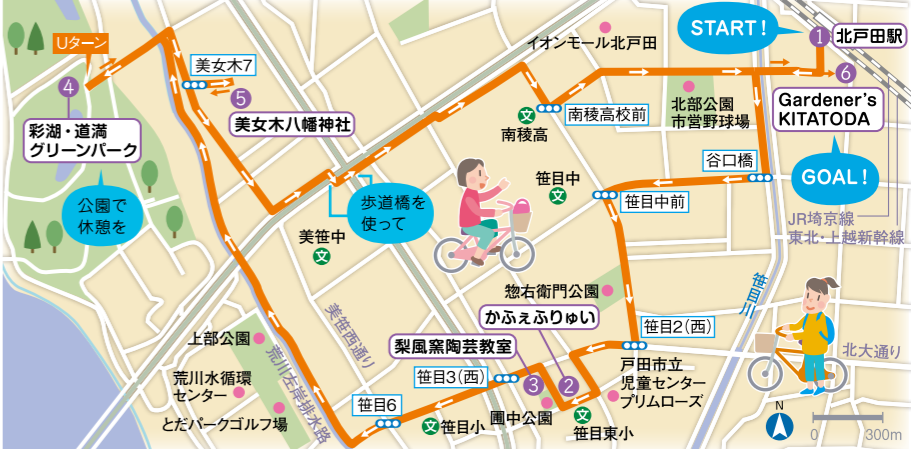 START!
1
北戸田駅
6
Gardener's
KITATODA
GOAL!
JR埼京線
東北・上越新幹線
イオンモール北戸田
北部公園
市営野球場
南稜高校前
文
南稜高
谷口橋
笹目中
文
笹目中前
笹目川
Uターン
美女木7
5
美女木八幡神社
4
彩湖・道満
グリーンパーク
公園で
休憩を
歩道橋を
使って
美笹中
文
惣右衛門公園
かふぇふりゅい
梨風窯陶芸教室
笹目2(西)
北大通り
美笹西通り
上部公園
荒川左岸排水路
荒川水循環
センター
とだパークゴルフ場
笹目3(西)
3
2
戸田市立
児童センター
プリムローズ
笹目6
文
笹目小
圃中公園
文
笹目東小
N
0
300m